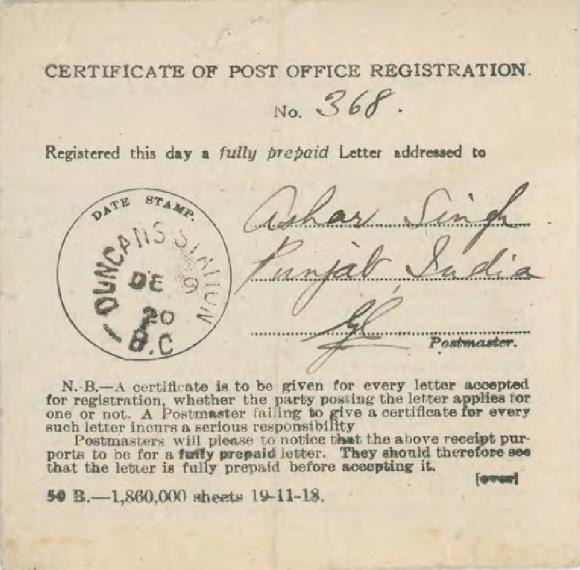 CERTIFICATE OF POST OFFICE REGISTRATION.
No. 368.
Registered this day a fully prepaid Letter addressed to
DATE STAMP.
DUNCANS STATION
DE 9
20
B.C
Ashar Singh
Punjab, India
Postmaster.
N.B.—A certificate is to be given for every letter accepted
for registration, whether the party posting the letter applies for
one or not. A Postmaster failing to give a certificate for every
such letter incurs a serious responsibility
Postmasters will please to notice that the above receipt pur-
ports to be for a fully prepaid letter. They should therefore see
that the letter is fully prepaid before accepting it.
[over]
50 B.—1,860,000 sheets 19-11-18.